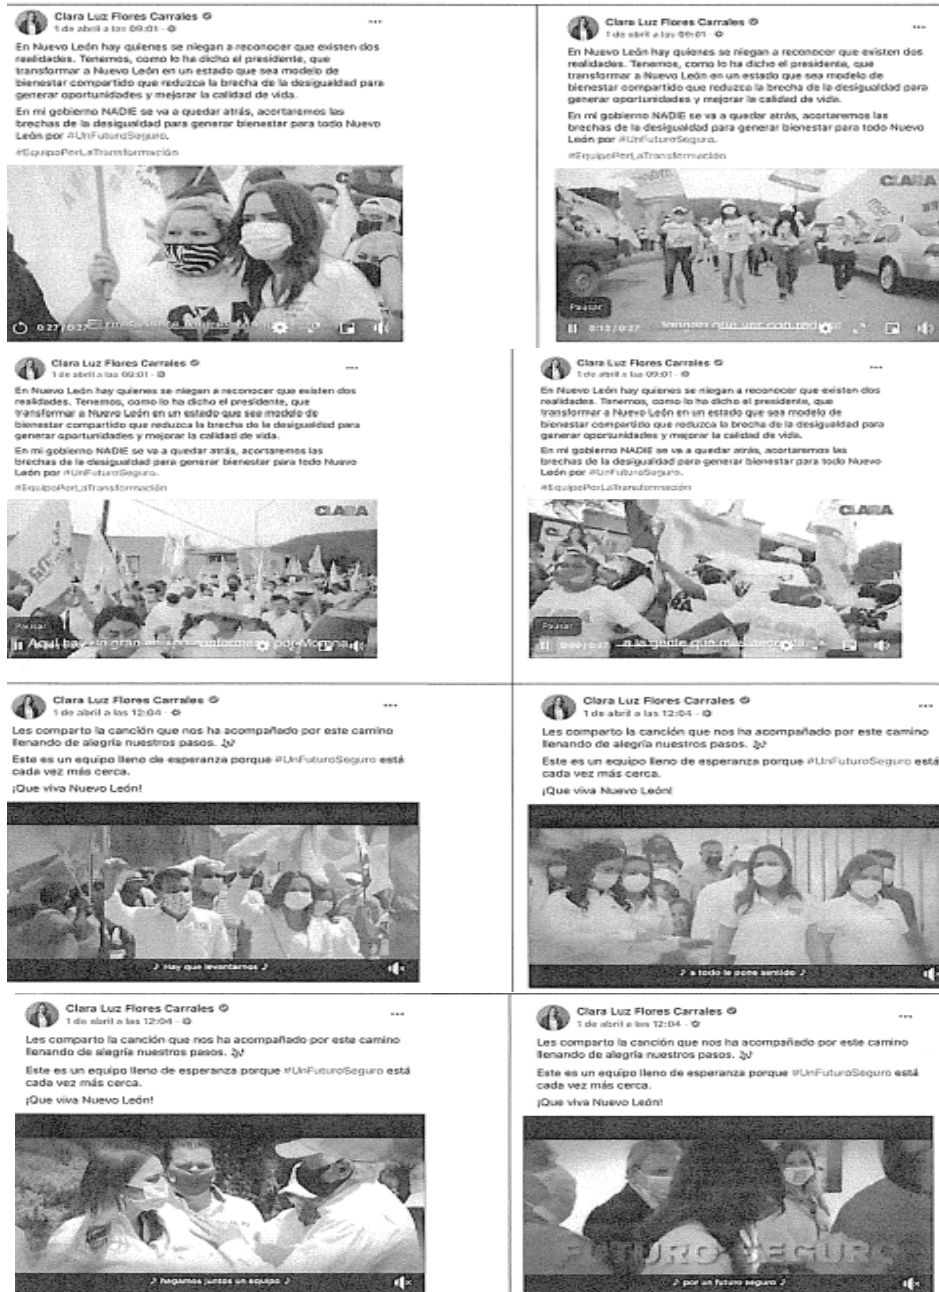 Clara Luz Flores Carrales
1 de abril a las 09:01
En Nuevo León hay quienes se niegan a reconocer que existen dos
realidades. Tenemos, como lo ha dicho el presidente, que
transformar a Nuevo León en un estado que sea modelo de
bienestar compartido que reduzca la brecha de la desigualdad para
generar oportunidades y mejorar la calidad de vida.
En mi gobierno NADIE se va a quedar atrás, acortaremos las
brechas de la desigualdad para generar bienestar para todo Nuevo
León por #UnFuturoSeguro.
#EquipoPorLaTransformación
0:27 / 0:27
Clara Luz Flores Carrales
1 de abril a las 09:01
En Nuevo León hay quienes se niegan a reconocer que existen dos
realidades. Tenemos, como lo ha dicho el presidente, que
transformar a Nuevo León en un estado que sea modelo de
bienestar compartido que reduzca la brecha de la desigualdad para
generar oportunidades y mejorar la calidad de vida.
En mi gobierno NADIE se va a quedar atrás, acortaremos las
brechas de la desigualdad para generar bienestar para todo Nuevo
León por #UnFuturoSeguro.
#EquipoPorLaTransformación
CLARA
Pausar
0:13 / 0:27
tengan que ver con
Clara Luz Flores Carrales
1 de abril a las 09:01
En Nuevo León hay quienes se niegan a reconocer que existen dos
realidades. Tenemos, como lo ha dicho el presidente, que
transformar a Nuevo León en un estado que sea modelo de
bienestar compartido que reduzca la brecha de la desigualdad para
generar oportunidades y mejorar la calidad de vida.
En mi gobierno NADIE se va a quedar atrás, acortaremos las
brechas de la desigualdad para generar bienestar para todo Nuevo
León por #UnFuturoSeguro.
#EquipoPorLaTransformación
CLARA
Pausar
Aquí hay un gran por Morena
Clara Luz Flores Carrales
1 de abril a las 09:01
En Nuevo León hay quienes se niegan a reconocer que existen dos
realidades. Tenemos, como lo ha dicho el presidente, que
transformar a Nuevo León en un estado que sea modelo de
bienestar compartido que reduzca la brecha de la desigualdad para
generar oportunidades y mejorar la calidad de vida.
En mi gobierno NADIE se va a quedar atrás, acortaremos las
brechas de la desigualdad para generar bienestar para todo Nuevo
León por #UnFuturoSeguro.
#EquipoPorLaTransformación
CLARA
Pausar
a la gente que más
Clara Luz Flores Carrales
1 de abril a las 12:04
Les comparto la canción que nos ha acompañado por este camino
llenando de alegría nuestros pasos. 🎶
Este es un equipo lleno de esperanza porque #UnFuturoSeguro está
cada vez más cerca.
¡Que viva Nuevo León!
♪ Hay que levantarnos ♪
Clara Luz Flores Carrales
1 de abril a las 12:04
Les comparto la canción que nos ha acompañado por este camino
llenando de alegría nuestros pasos. 🎶
Este es un equipo lleno de esperanza porque #UnFuturoSeguro está
cada vez más cerca.
¡Que viva Nuevo León!
♪ a todo le pone sentido ♪
Clara Luz Flores Carrales
1 de abril a las 12:04
Les comparto la canción que nos ha acompañado por este camino
llenando de alegría nuestros pasos. 🎶
Este es un equipo lleno de esperanza porque #UnFuturoSeguro está
cada vez más cerca.
¡Que viva Nuevo León!
♪ hagamos juntos un equipo ♪
Clara Luz Flores Carrales
1 de abril a las 12:04
Les comparto la canción que nos ha acompañado por este camino
llenando de alegría nuestros pasos. 🎶
Este es un equipo lleno de esperanza porque #UnFuturoSeguro está
cada vez más cerca.
¡Que viva Nuevo León!
FUTURO SEGURO
♪ por un futuro seguro ♪